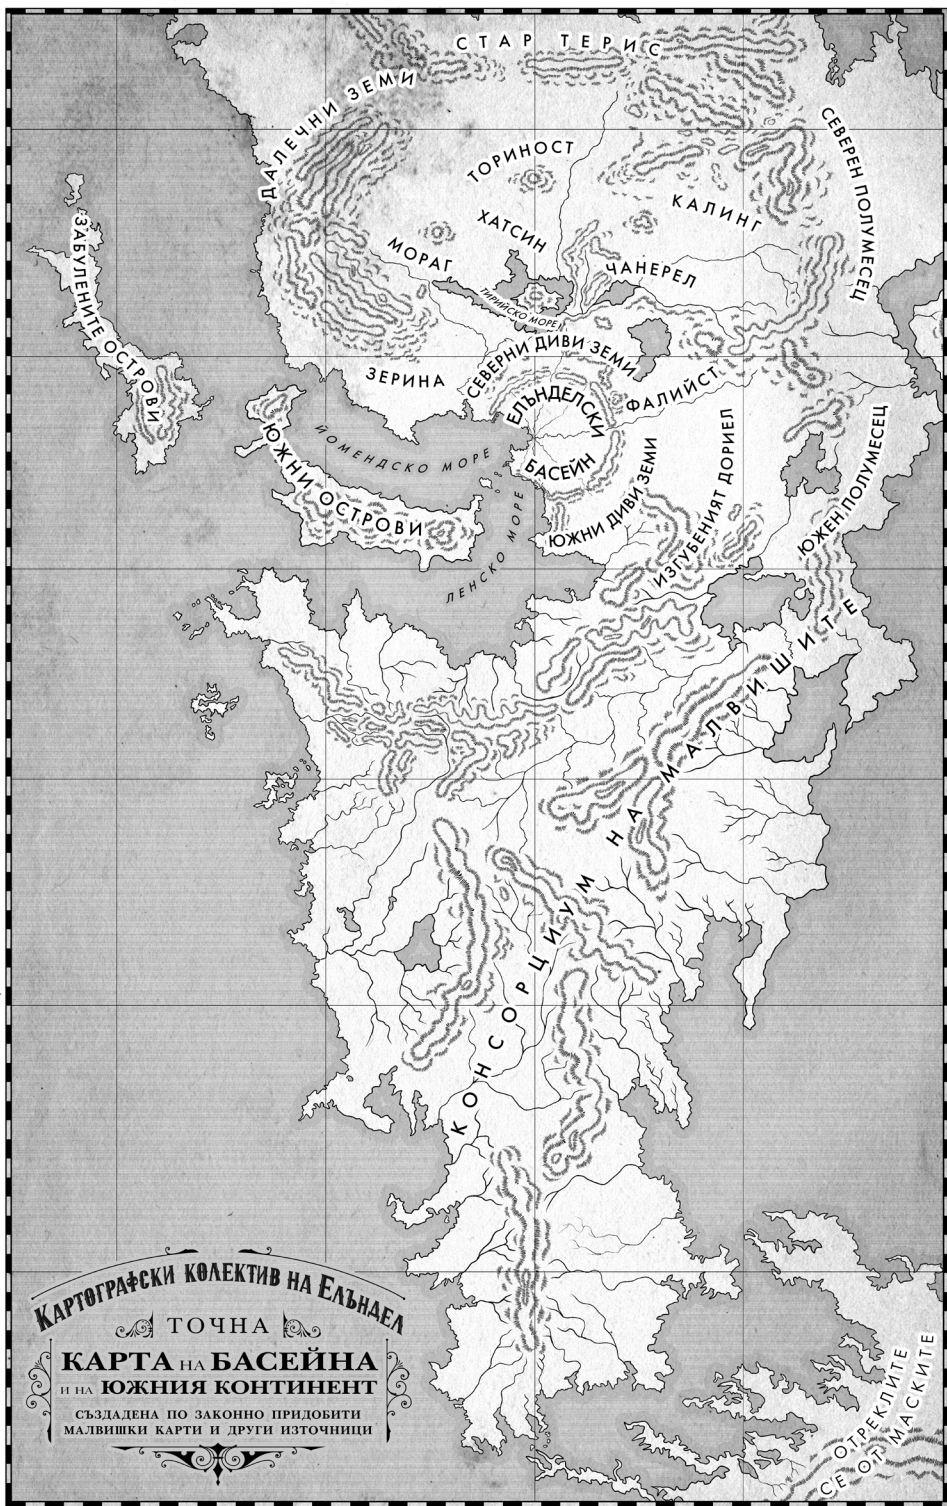 СТАР ТЕРИС
ДАЛЕЧНИ ЗЕМИ
СЕВЕРЕН ПОЛУМЕСЕЦ
ТОРИНОСТ
КАЛИНГ
ХАТСИН
МОРАГ
ЧАНЕРЕЛ
ЗАБУЛЕНИТЕ ОСТРОВИ
ТИРИЙСКО МОРЕ
СЕВЕРНИ ДИВИ ЗЕМИ
ЗЕРИНА
ФАЛИЙСТ
ЕЛЪНДЕЛСКИ
БАСЕЙН
ЙОМЕНДСКО МОРЕ
ЮЖНИ ОСТРОВИ
ЮЖНИ ДИВИ ЗЕМИ
ИЗГУБЕНИЯТ ДОРИЕЛ
ЮЖЕН ПОЛУМЕСЕЦ
ЛЕНСКО МОРЕ
КОНСОРЦИУМ НА МАЛВИШИТЕ
КАРТОГРАФСКИ КОЛЕКТИВ НА ЕЛЪНДЕЛ
ТОЧНА
КАРТА НА БАСЕЙНА
И НА ЮЖНИЯ КОНТИНЕНТ
СЪЗДАДЕНА ПО ЗАКОННО ПРИДОБИТИ
МАЛВИШКИ КАРТИ И ДРУГИ ИЗТОЧНИЦИ
ОТРЕКЛИТЕ
СЕ ОТ МАСКИТЕ